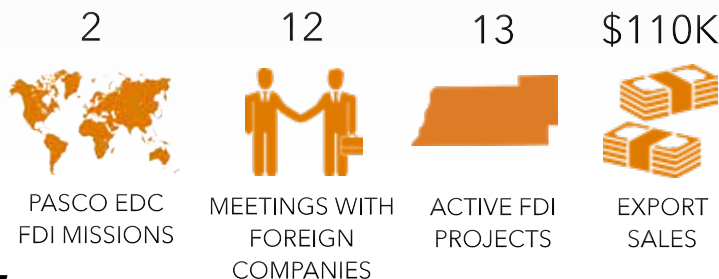 2
12
13
$110K
PASCO EDC
FDI MISSIONS
MEETINGS WITH
FOREIGN
COMPANIES
ACTIVE FDI
PROJECTS
EXPORT
SALES